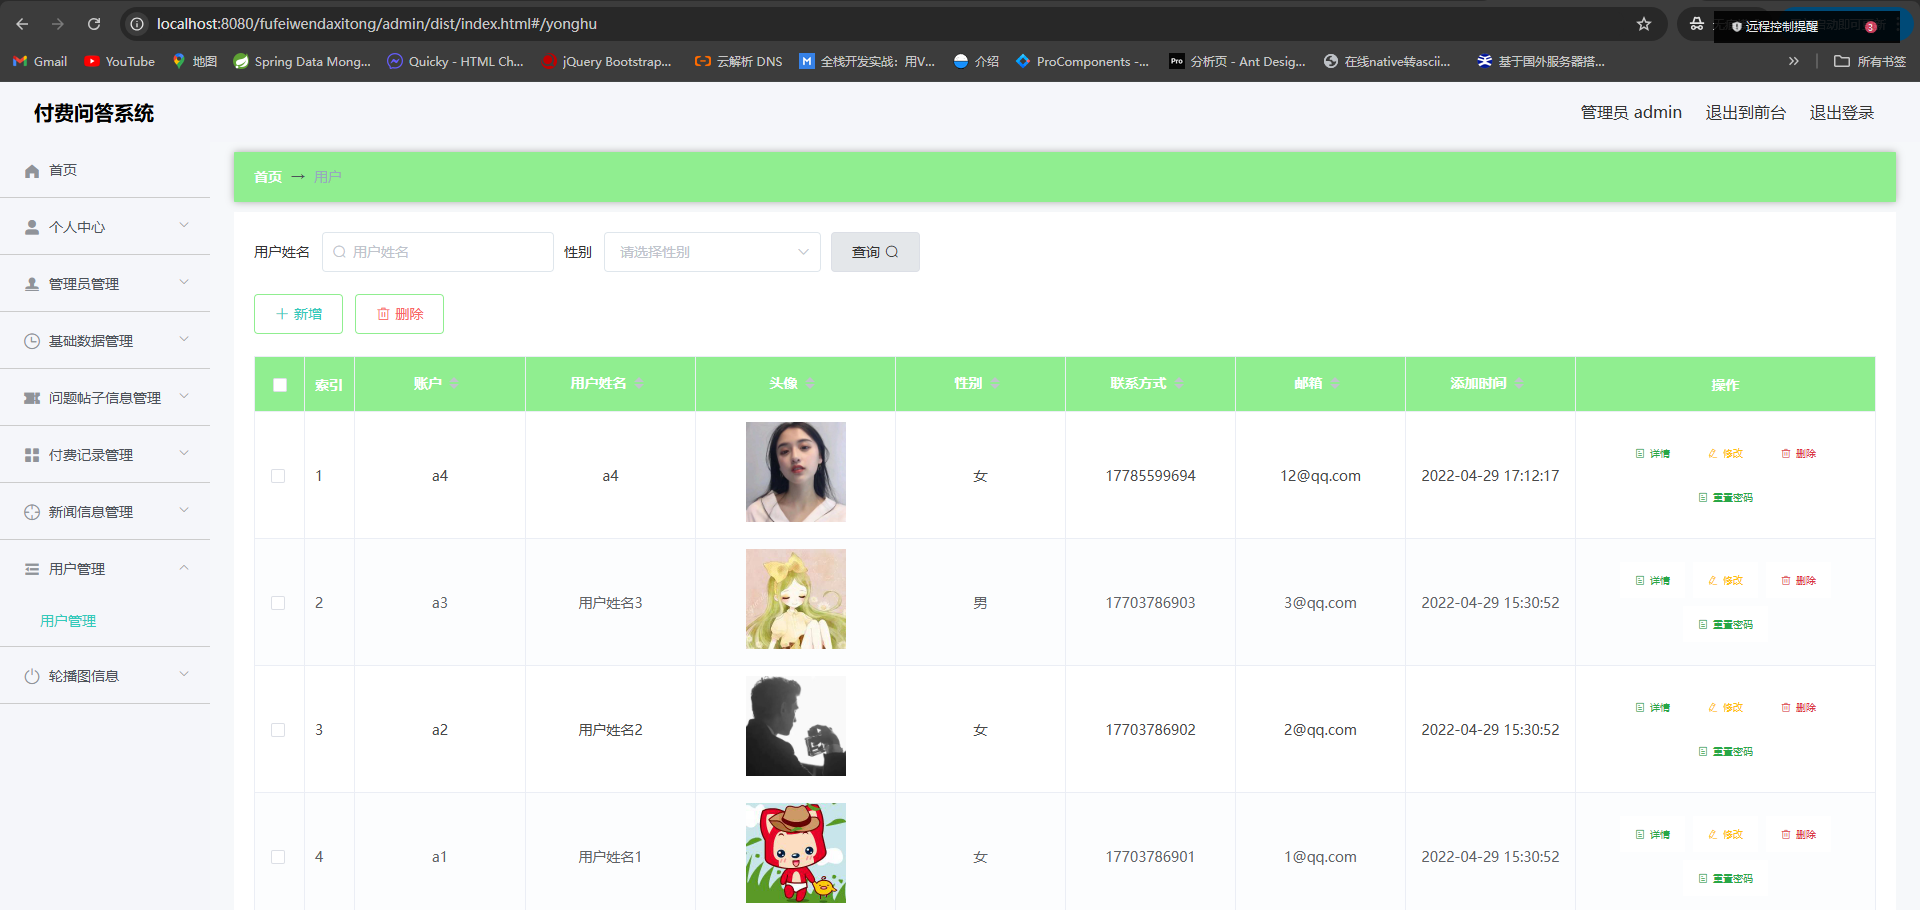 localhost:8080/fufeiwendaxitong/admin/dist/index.html#/yonghu
远程控制提醒 3
Gmail YouTube 地图 Spring Data Mong... Quicky - HTML Ch... jQuery Bootstrap... 云解析 DNS 全栈开发实战：用V... 介绍 ProComponents -... Pro 分析页 - Ant Desig... 在线native转ascii... 基于国外服务器搭... 所有书签
付费问答系统 管理员 admin 退出到前台 退出登录
首页
个人中心
管理员管理
基础数据管理
问题帖子信息管理
付费记录管理
新闻信息管理
用户管理
用户管理
轮播图信息
首页 → 用户
用户姓名 用户姓名 性别 请选择性别 查询
新增 删除
索引 账户 用户姓名 头像 性别 联系方式 邮箱 添加时间 操作
1 a4 a4 女 17785599694 12@qq.com 2022-04-29 17:12:17 详情 修改 删除
重置密码
2 a3 用户姓名3 男 17703786903 3@qq.com 2022-04-29 15:30:52 详情 修改 删除
重置密码
3 a2 用户姓名2 女 17703786902 2@qq.com 2022-04-29 15:30:52 详情 修改 删除
重置密码
4 a1 用户姓名1 女 17703786901 1@qq.com 2022-04-29 15:30:52 详情 修改 删除
重置密码